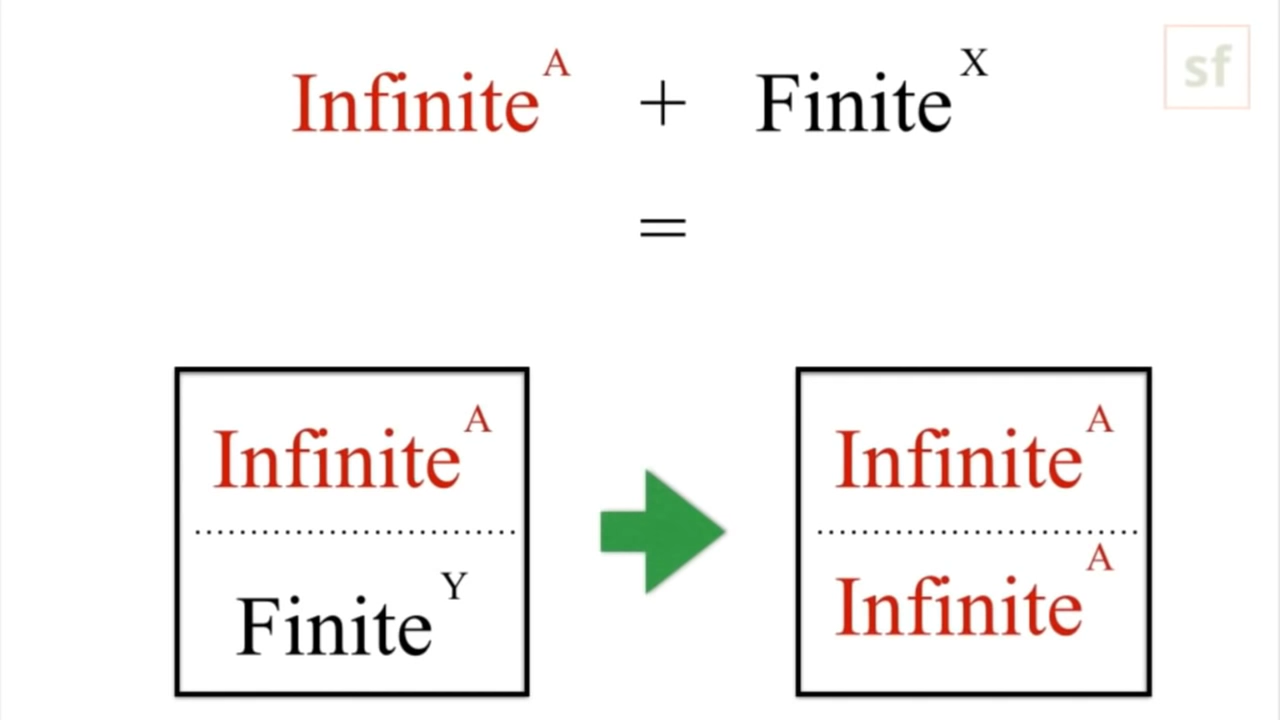 Infinite^A + Finite^X
sf
=
Infinite^A
Finite^Y
Infinite^A
Infinite^A